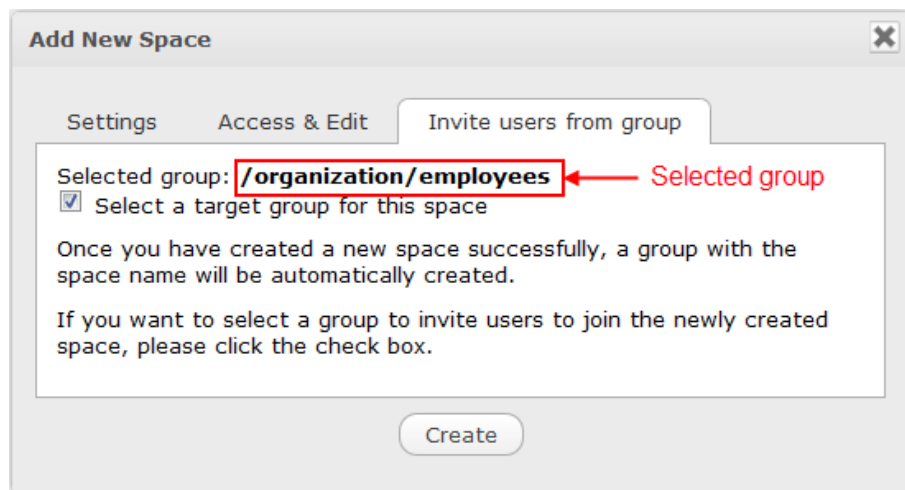 Add New Space
Settings
Access & Edit
Invite users from group
Selected group: /organization/employees
Selected group
Select a target group for this space
Once you have created a new space successfully, a group with the
space name will be automatically created.
If you want to select a group to invite users to join the newly created
space, please click the check box.
Create